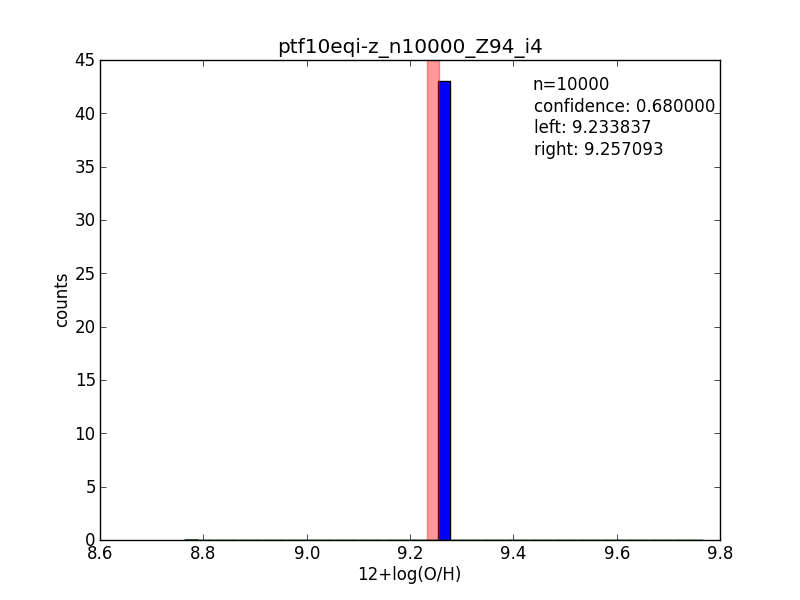 ptf10eqi-z_n10000_Z94_i4
45
40
35
30
25
20
15
10
5
0
counts
n=10000
confidence: 0.680000
left: 9.233837
right: 9.257093
8.6 8.8 9.0 9.2 9.4 9.6 9.8
12+log(O/H)